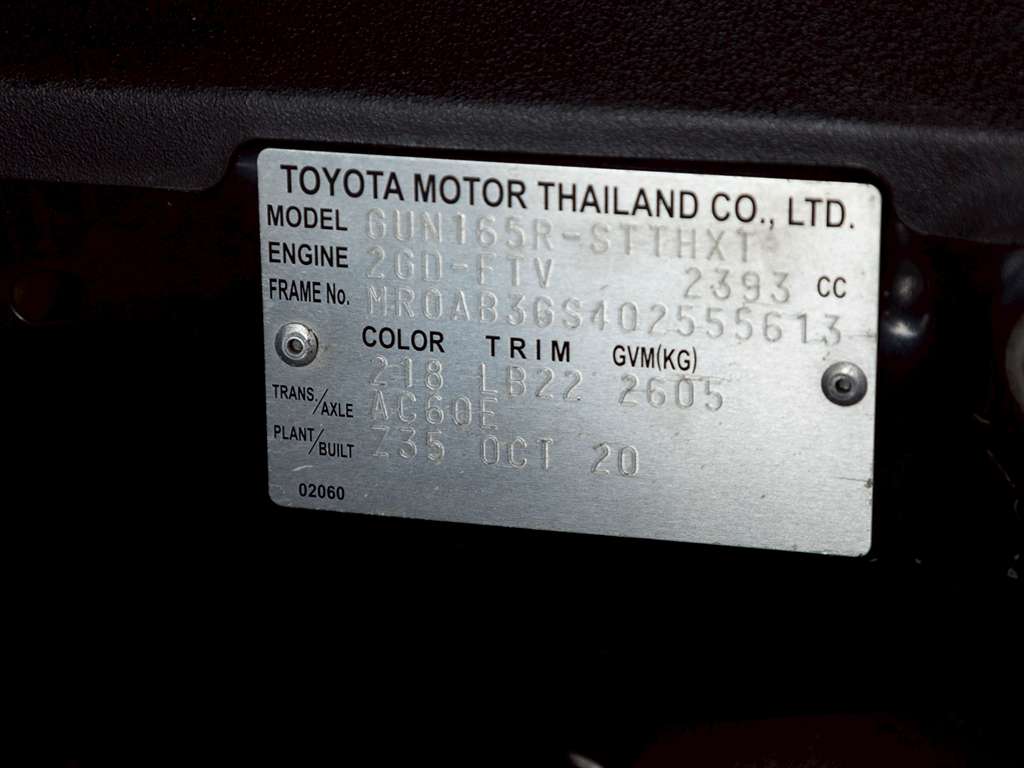 TOYOTA MOTOR THAILAND CO., LTD.
MODEL GUN165R-STTHXT
ENGINE 2GD-FTV 2393 CC
FRAME No. MR0AB3GS402555613
COLOR TRIM GVM(KG)
218 LB22 2605
TRANS./AXLE AC60E
PLANT/BUILT Z35 OCT 20
02060